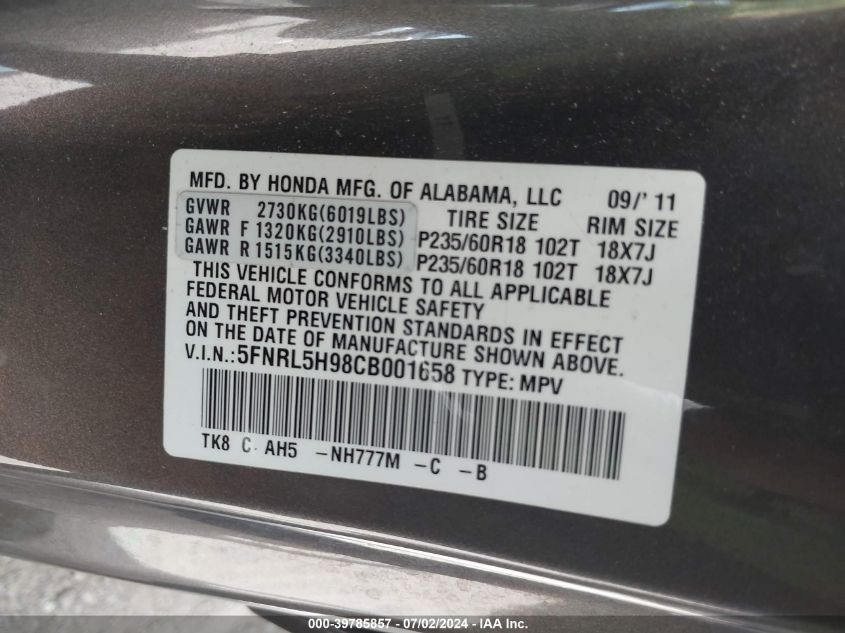 MFD. BY HONDA MFG. OF ALABAMA, LLC 09/' 11
GVWR 2730KG(6019LBS) TIRE SIZE RIM SIZE
GAWR F 1320KG(2910LBS) P235/60R18 102T 18X7J
GAWR R 1515KG(3340LBS) P235/60R18 102T 18X7J
THIS VEHICLE CONFORMS TO ALL APPLICABLE
FEDERAL MOTOR VEHICLE SAFETY
AND THEFT PREVENTION STANDARDS IN EFFECT
ON THE DATE OF MANUFACTURE SHOWN ABOVE.
V.I.N.:5FNRL5H98CB001658 TYPE: MPV
TK8 C AH5 -NH777M -C -B
000-39785857 / 07/02/2024 - IAA Inc.